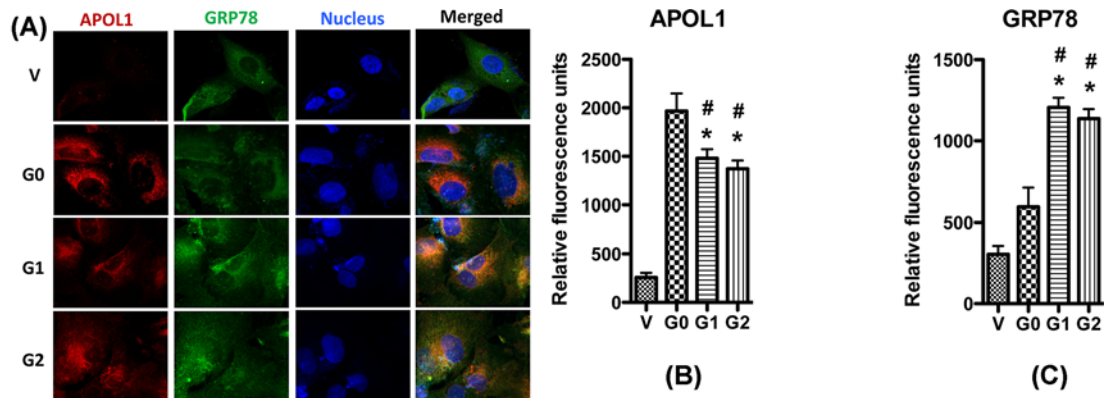 (A)
APOL1 GRP78 Nucleus Merged
V
G0
G1
G2
APOL1
Relative fluorescence units
2500
2000
1500
1000
500
0
# #
* *
V G0 G1 G2
(B)
GRP78
Relative fluorescence units
1500
1000
500
0
# #
* *
V G0 G1 G2
(C)